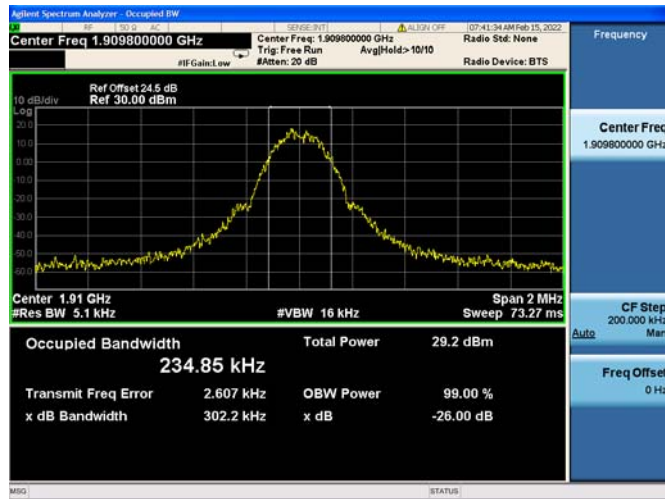 Agilent Spectrum Analyzer - Occupied BW
RF 50 Ω AC SENSE:INT ALIGN OFF 07:41:34 AM Feb 15, 2022
Center Freq 1.909800000 GHz
Center Freq: 1.909800000 GHz
Radio Std: None
Trig: Free Run Avg|Hold:> 10/10
#IFGain:Low #Atten: 20 dB Radio Device: BTS
Frequency
Ref Offset 24.5 dB
10 dB/div Ref 30.00 dBm
Log
20.0
10.0
0.00
-10.0
-20.0
-30.0
-40.0
-50.0
-60.0
Center 1.91 GHz Span 2 MHz
#Res BW 5.1 kHz #VBW 16 kHz Sweep 73.27 ms
Center Freq
1.909800000 GHz
CF Step
200.000 kHz
Auto Man
Freq Offset
0 Hz
Occupied Bandwidth Total Power 29.2 dBm
234.85 kHz
Transmit Freq Error 2.607 kHz OBW Power 99.00 %
x dB Bandwidth 302.2 kHz x dB -26.00 dB
MSG STATUS